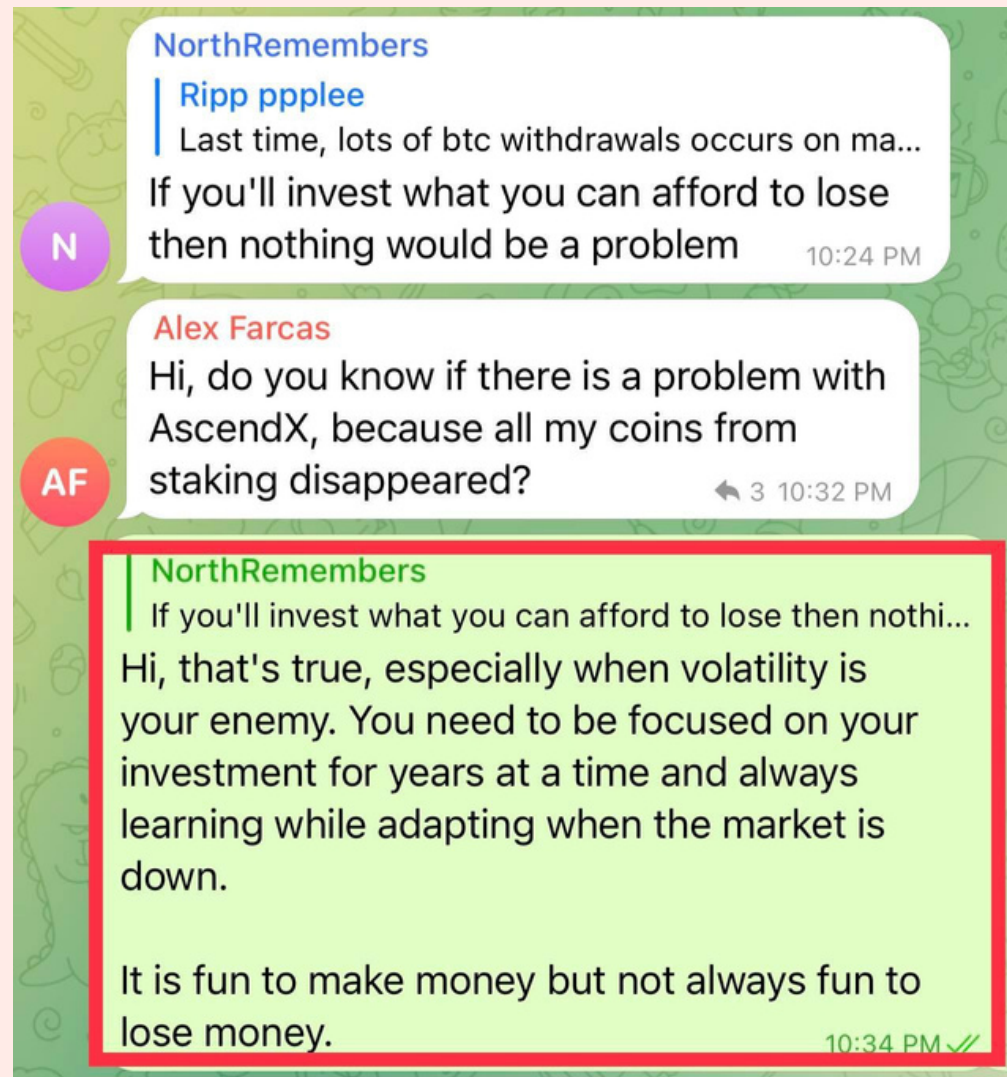 NorthRemembers
Ripp ppplee
Last time, lots of btc withdrawals occurs on ma...
If you'll invest what you can afford to lose
then nothing would be a problem
10:24 PM
N
Alex Farcas
Hi, do you know if there is a problem with
AscendX, because all my coins from
staking disappeared?
3 10:32 PM
AF
NorthRemembers
If you'll invest what you can afford to lose then nothi...
Hi, that's true, especially when volatility is
your enemy. You need to be focused on your
investment for years at a time and always
learning while adapting when the market is
down.
It is fun to make money but not always fun to
lose money.
10:34 PM